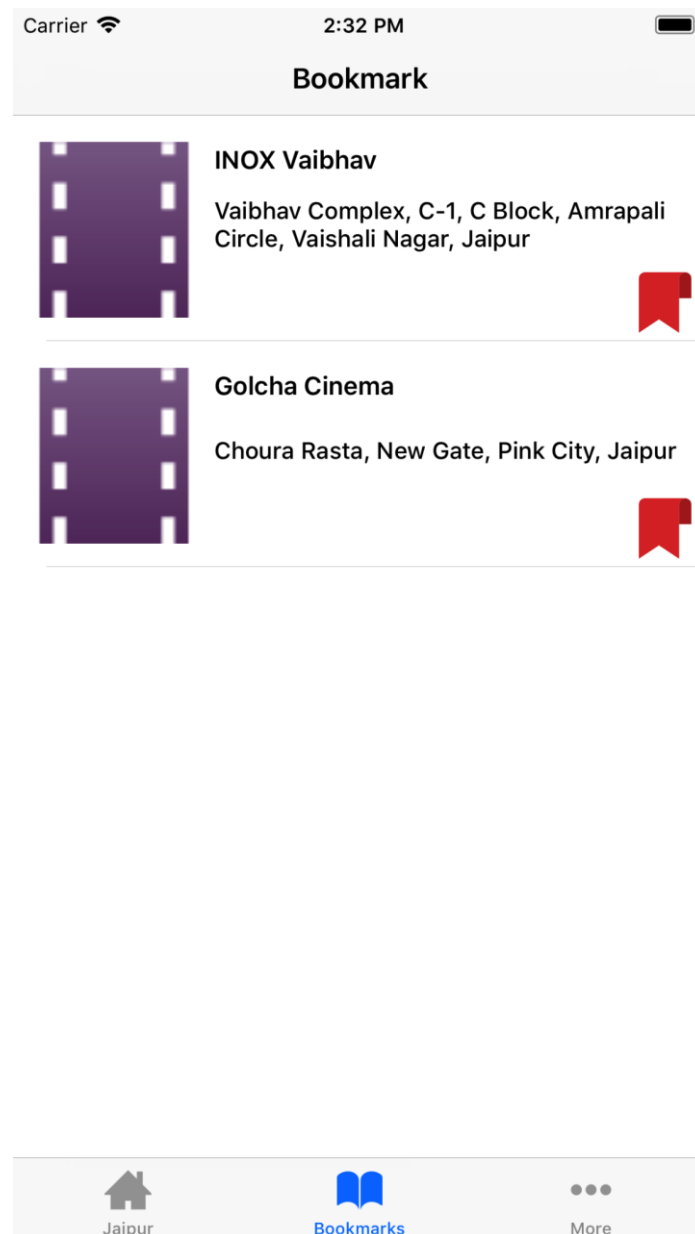 Carrier
2:32 PM
Bookmark
INOX Vaibhav
Vaibhav Complex, C-1, C Block, Amrapali
Circle, Vaishali Nagar, Jaipur
Golcha Cinema
Choura Rasta, New Gate, Pink City, Jaipur
Jaipur
Bookmarks
More